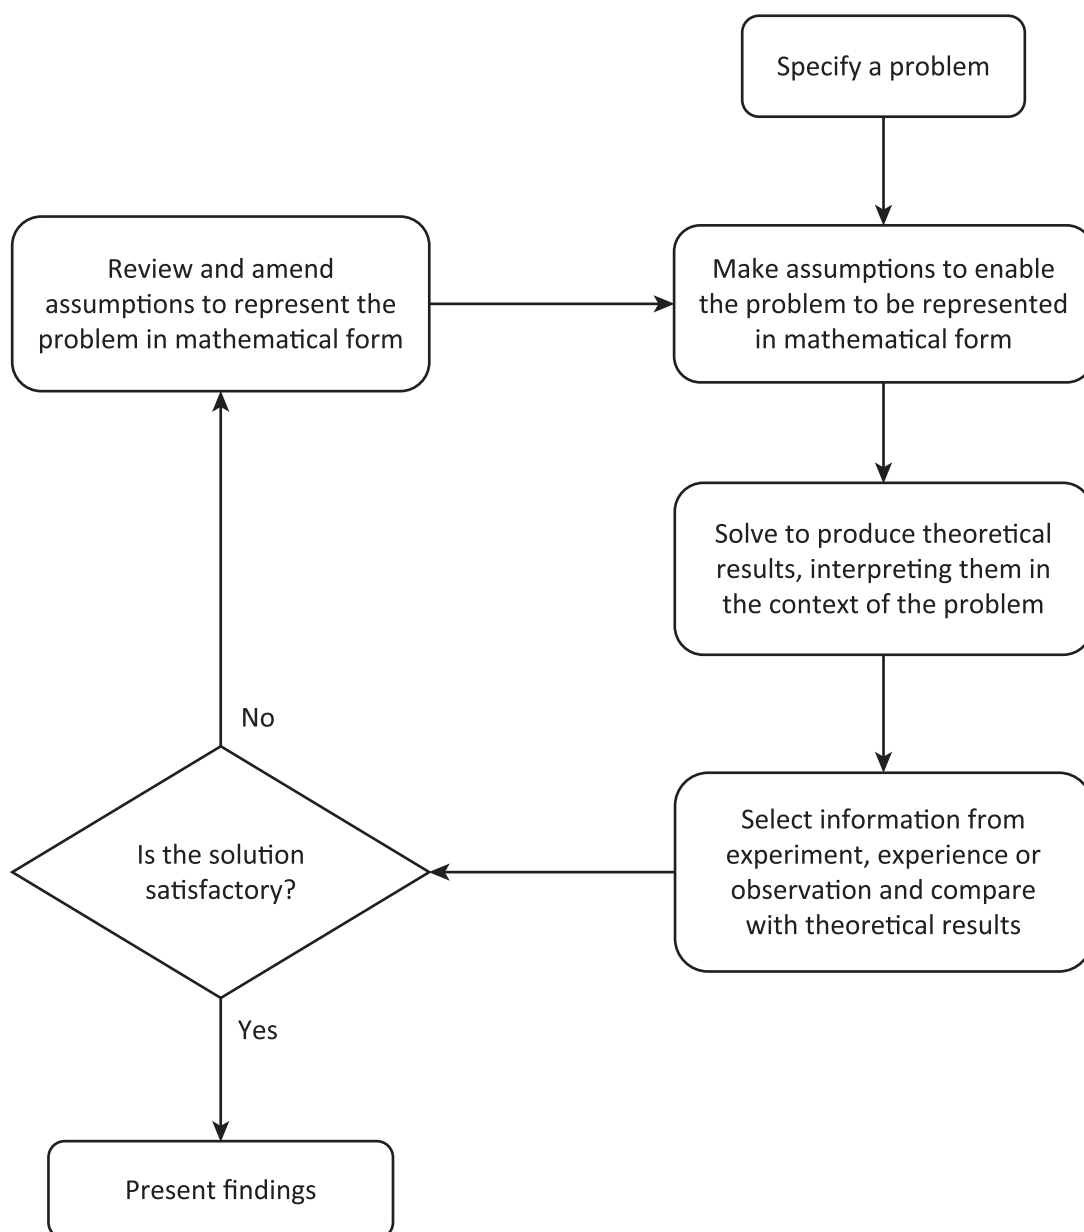 Specify a problem
Make assumptions to enable
the problem to be represented
in mathematical form
Solve to produce theoretical
results, interpreting them in
the context of the problem
Select information from
experiment, experience or
observation and compare
with theoretical results
Is the solution
satisfactory?
No
Review and amend
assumptions to represent the
problem in mathematical form
Yes
Present findings